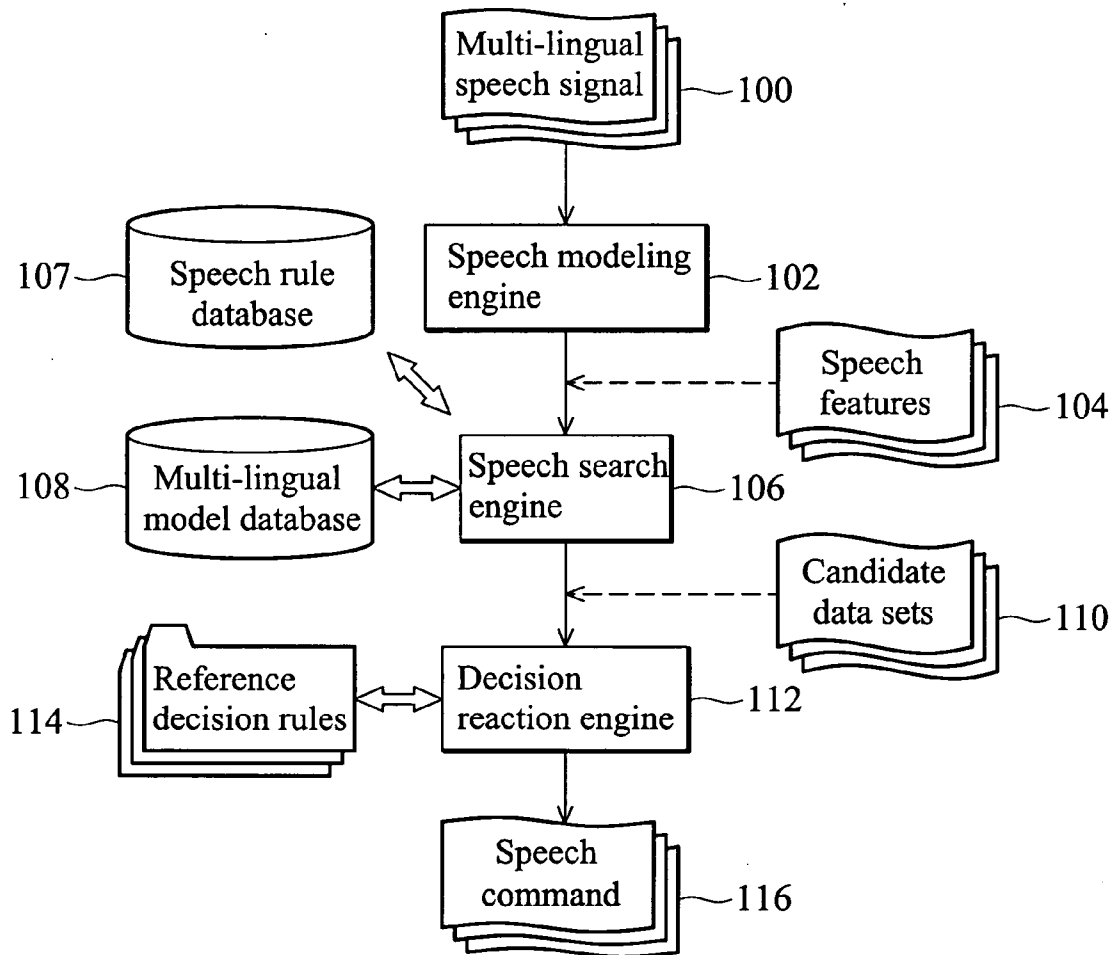 Multi-lingual
speech signal
100
Speech modeling
engine
102
107
Speech rule
database
Speech
features
104
108
Multi-lingual
model database
Speech search
engine
106
Candidate
data sets
110
114
Reference
decision rules
Decision
reaction engine
112
Speech
command
116